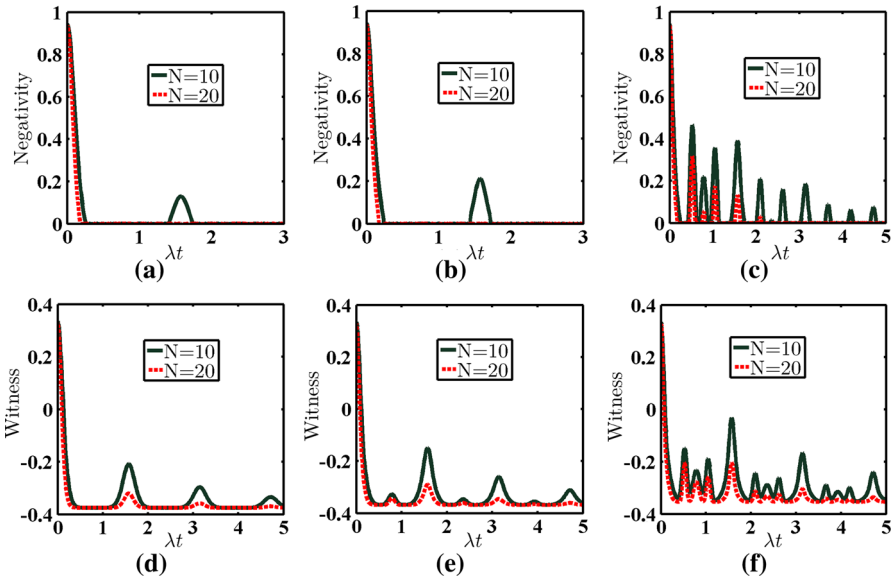 1
0.8
0.6
0.4
0.2
0
Negativity
N=10
N=20
0 1 2 3
λt
(a)
1
0.8
0.6
0.4
0.2
0
Negativity
N=10
N=20
0 1 2 3
λt
(b)
1
0.8
0.6
0.4
0.2
0
Negativity
N=10
N=20
0 1 2 3 4 5
λt
(c)
0.4
0.2
0
-0.2
-0.4
Witness
N=10
N=20
0 1 2 3 4 5
λt
(d)
0.4
0.2
0
-0.2
-0.4
Witness
N=10
N=20
0 1 2 3 4 5
λt
(e)
0.4
0.2
0
-0.2
-0.4
Witness
N=10
N=20
0 1 2 3 4 5
λt
(f)